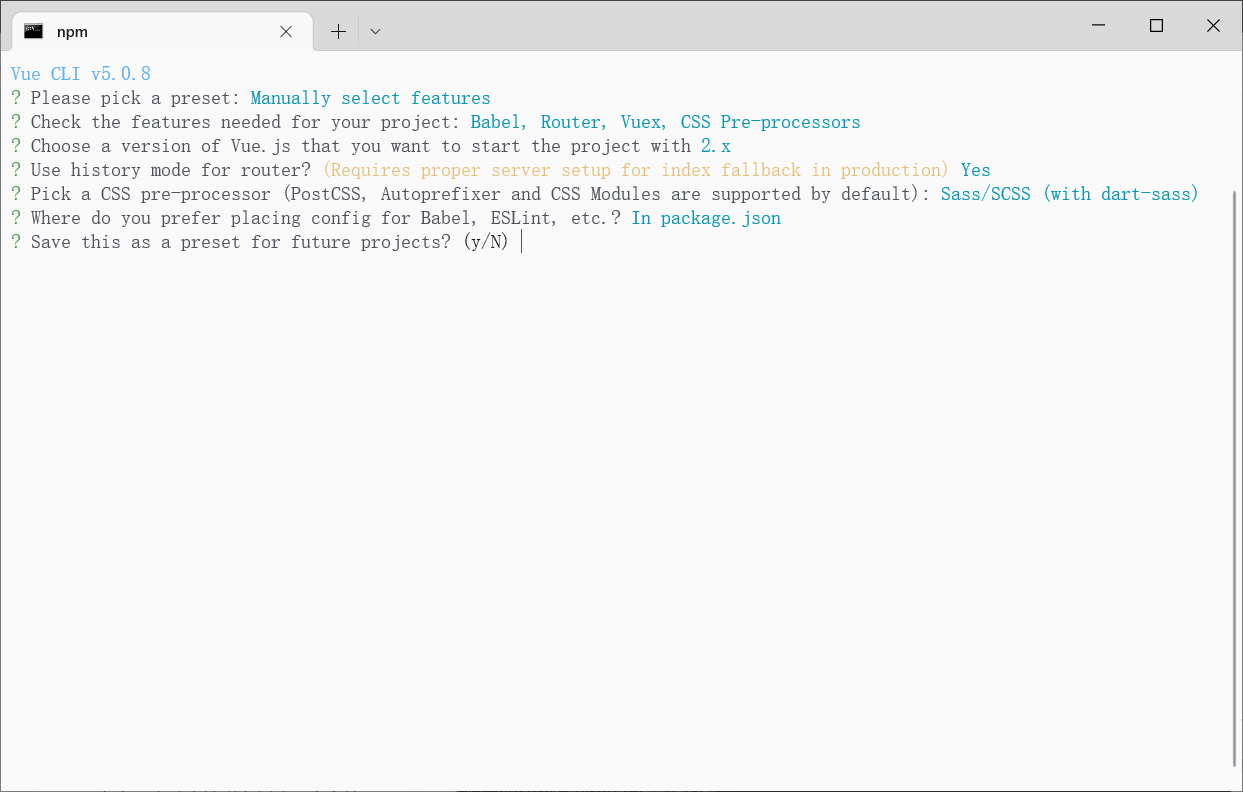 npm
Vue CLI v5.0.8
? Please pick a preset: Manually select features
? Check the features needed for your project: Babel, Router, Vuex, CSS Pre-processors
? Choose a version of Vue.js that you want to start the project with 2.x
? Use history mode for router? (Requires proper server setup for index fallback in production) Yes
? Pick a CSS pre-processor (PostCSS, Autoprefixer and CSS Modules are supported by default): Sass/SCSS (with dart-sass)
? Where do you prefer placing config for Babel, ESLint, etc.? In package.json
? Save this as a preset for future projects? (y/N)